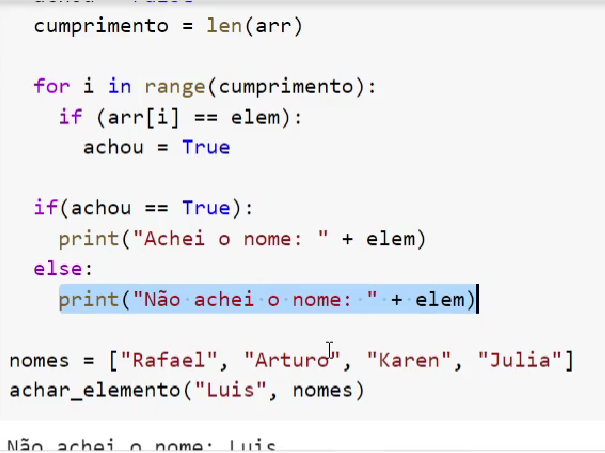 cumprimento = len(arr)
for i in range(cumprimento):
if (arr[i] == elem):
achou = True
if(achou == True):
print("Achei o nome: " + elem)
else:
print("Não achei o nome: " + elem)
nomes = ["Rafael", "Arturo", "Karen", "Julia"]
achar_elemento("Luis", nomes)
Não achei o nome: Luis